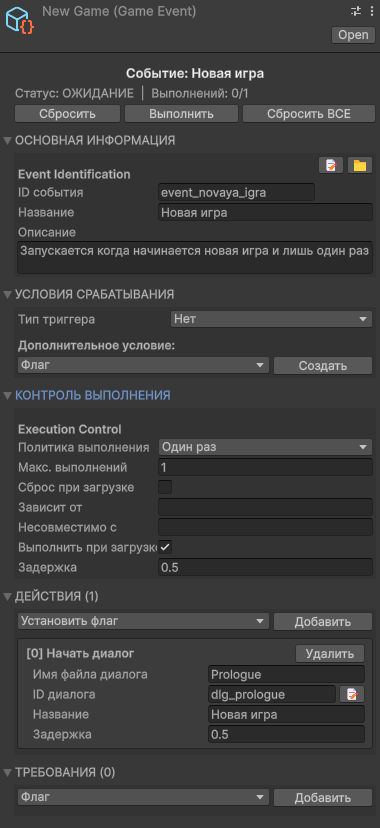 New Game (Game Event)
Open
Событие: Новая игра
Статус: ОЖИДАНИЕ | Выполнений: 0/1
Сбросить Выполнить Сбросить ВСЕ
ОСНОВНАЯ ИНФОРМАЦИЯ
Event Identification
ID события event_novaya_igra
Название Новая игра
Описание
Запускается когда начинается новая игра и лишь один раз
УСЛОВИЯ СРАБАТЫВАНИЯ
Тип триггера Нет
Дополнительное условие:
Флаг Создать
КОНТРОЛЬ ВЫПОЛНЕНИЯ
Execution Control
Политика выполнения Один раз
Макс. выполнений 1
Сброс при загрузке
Зависит от
Несовместимо с
Выполнить при загрузке
Задержка 0.5
ДЕЙСТВИЯ (1)
Установить флаг Добавить
[0] Начать диалог Удалить
Имя файла диалога Prologue
ID диалога dlg_prologue
Название Новая игра
Задержка 0.5
ТРЕБОВАНИЯ (0)
Флаг Добавить